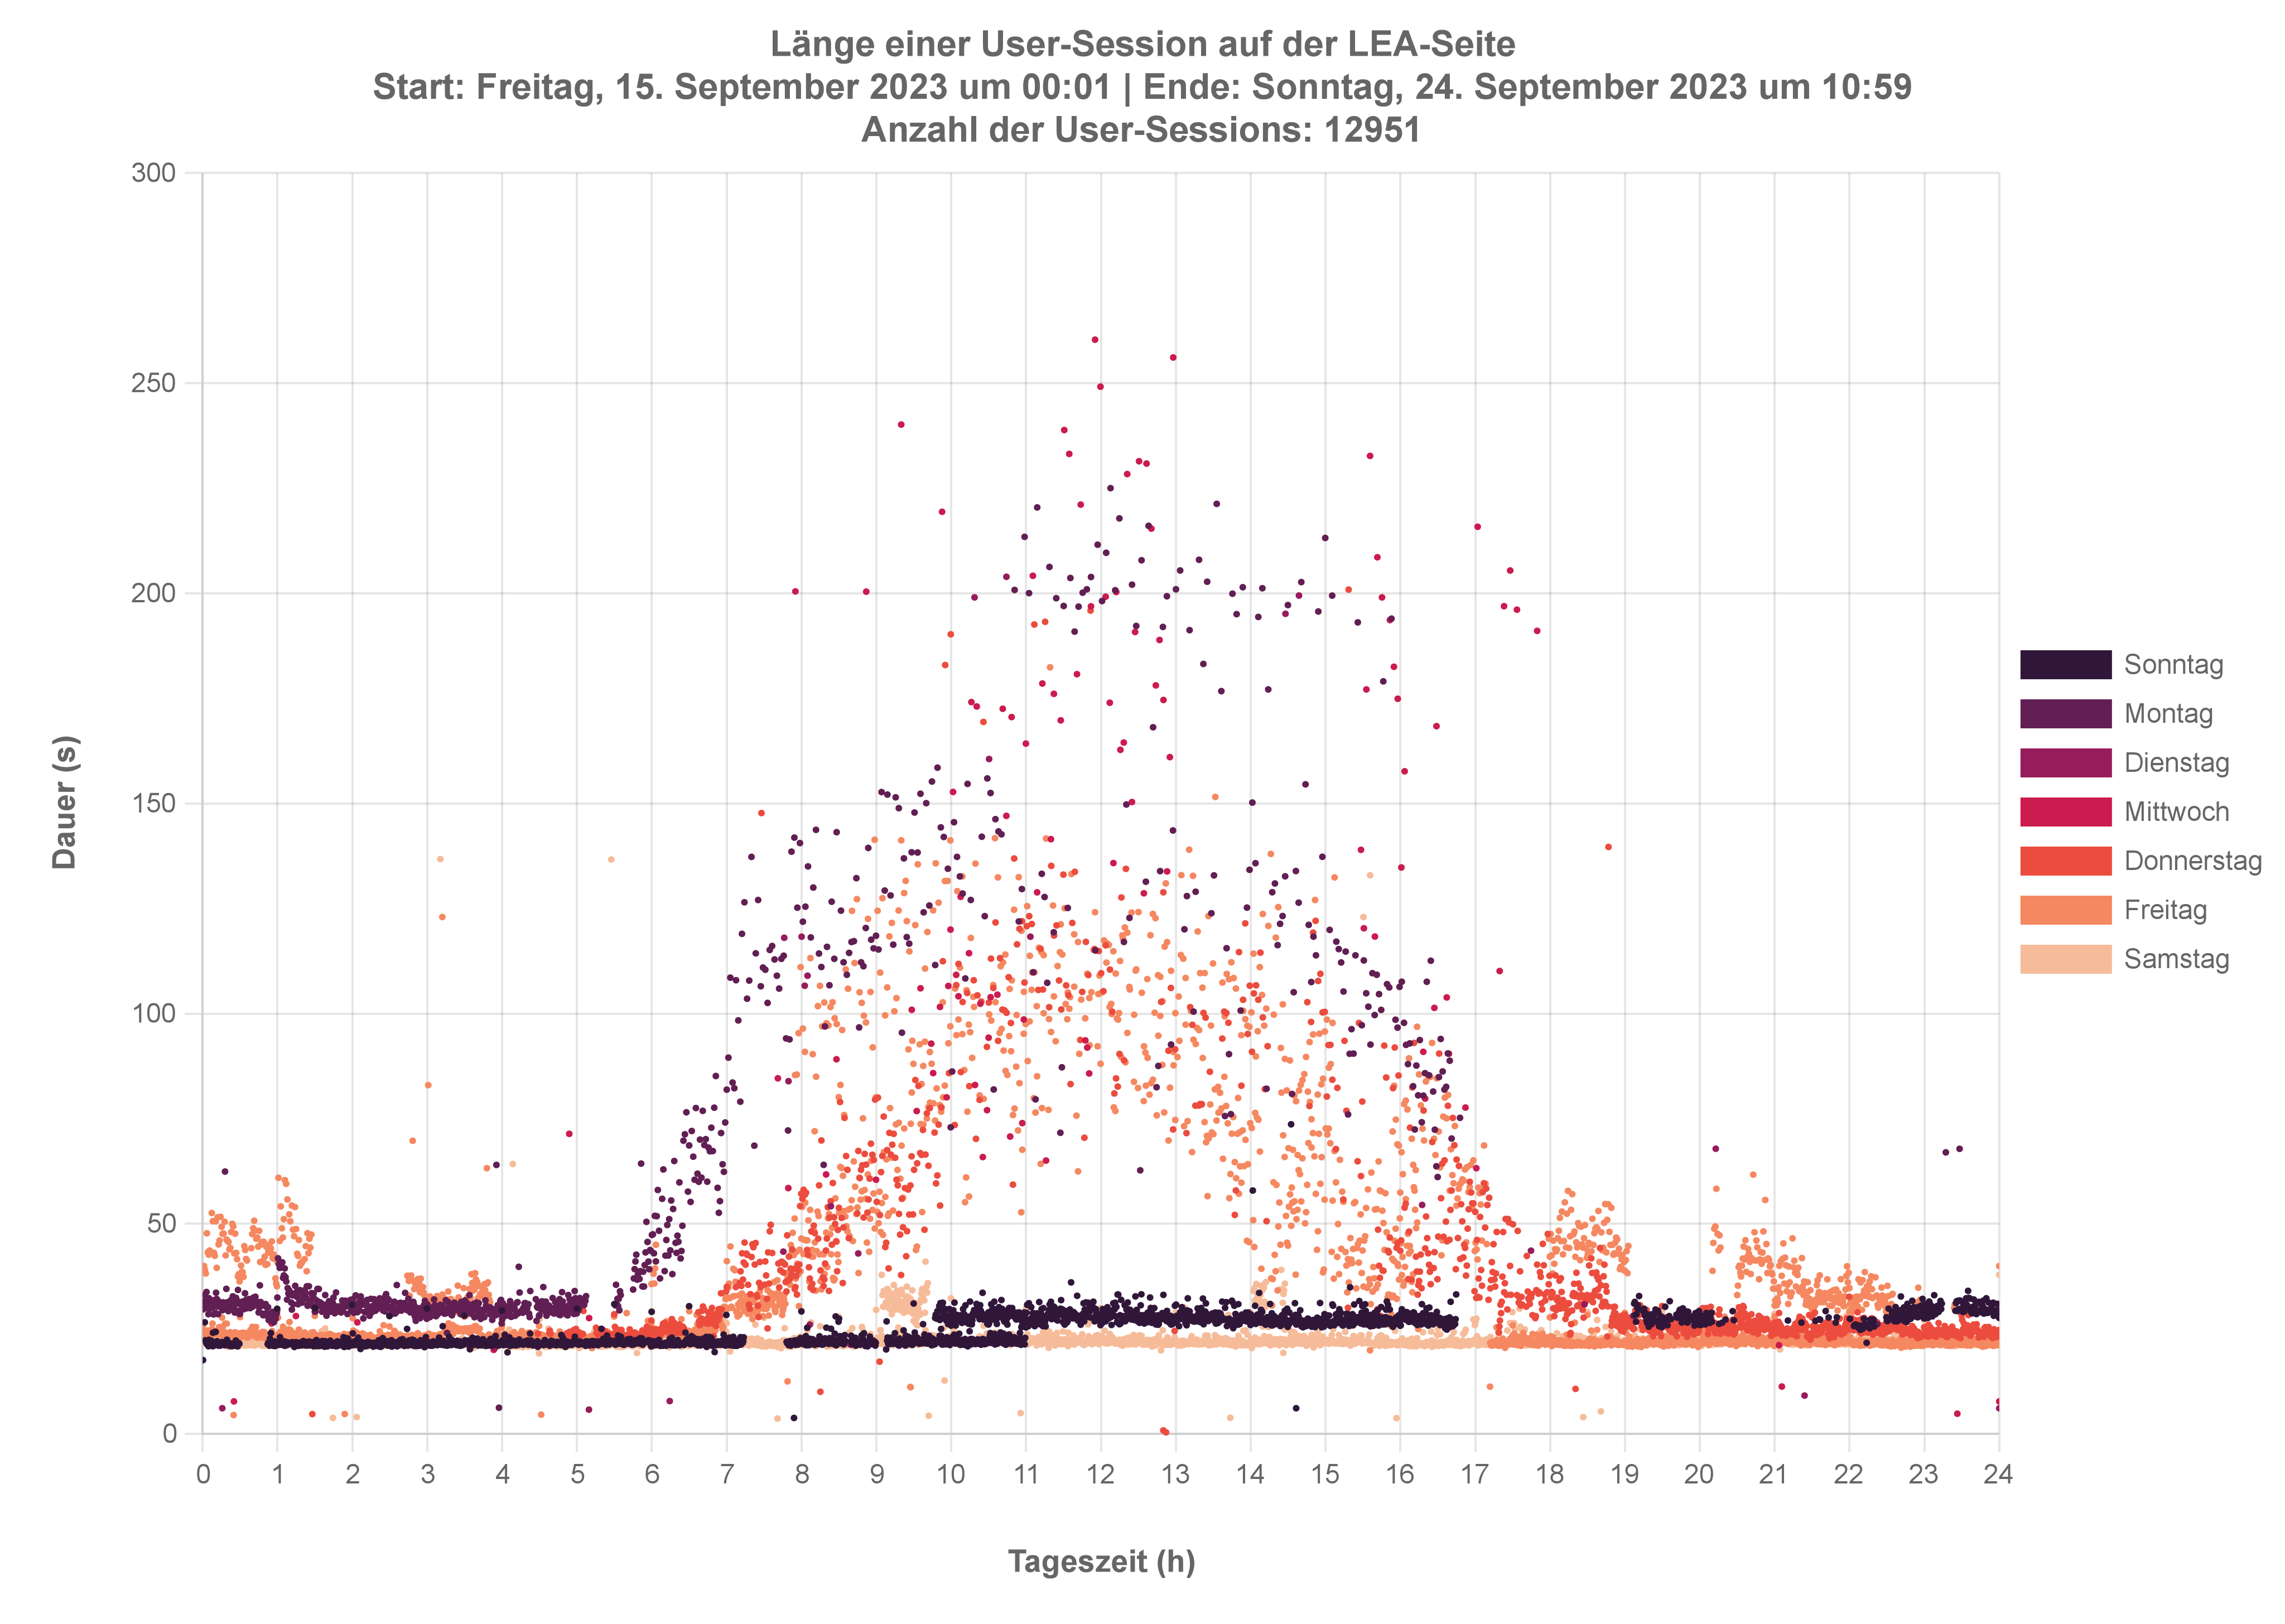 Länge einer User-Session auf der LEA-Seite
Start: Freitag, 15. September 2023 um 00:01 | Ende: Sonntag, 24. September 2023 um 10:59
Anzahl der User-Sessions: 12951
300
250
200
150
100
50
0
Dauer (s)
0 1 2 3 4 5 6 7 8 9 10 11 12 13 14 15 16 17 18 19 20 21 22 23 24
Tageszeit (h)
Sonntag
Montag
Dienstag
Mittwoch
Donnerstag
Freitag
Samstag